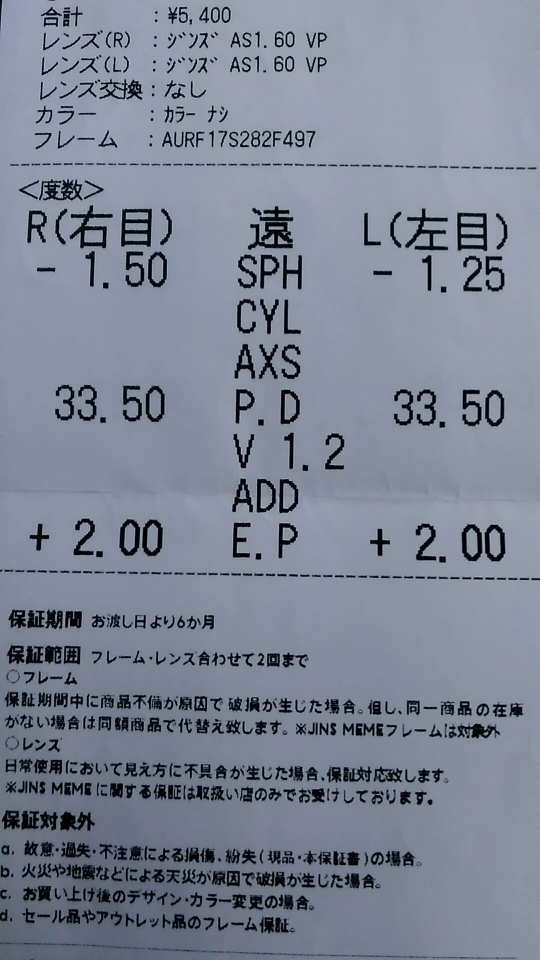 合計 : ¥5,400
レンズ(R) : ｼﾞﾝｽﾞ AS1.60 VP
レンズ(L) : ｼﾞﾝｽﾞ AS1.60 VP
レンズ交換 : なし
カラー : ｶﾗｰ ﾅｼ
フレーム : AURF17S282F497
<度数>
R(右目) 遠 L(左目)
- 1.50 SPH - 1.25
CYL
AXS
33.50 P.D 33.50
V 1.2
ADD
+ 2.00 E.P + 2.00
保証期間 お渡し日より6か月
保証範囲 フレーム・レンズ合わせて2回まで
○フレーム
保証期間中に商品不備が原因で破損が生じた場合。但し、同一商品の在庫
がない場合は同額商品で代替え致します。※JINS MEMEフレームは対象外
○レンズ
日常使用において見え方に不具合が生じた場合、保証対応致します。
※JINS MEMEに関する保証は取扱い店のみでお受けしております。
保証対象外
a. 故意・過失・不注意による損傷、紛失(現品・本保証書)の場合。
b. 火災や地震などによる天災が原因で破損が生じた場合。
c. お買い上げ後のデザイン・カラー変更の場合。
d. セール品やアウトレット品のフレーム保証。